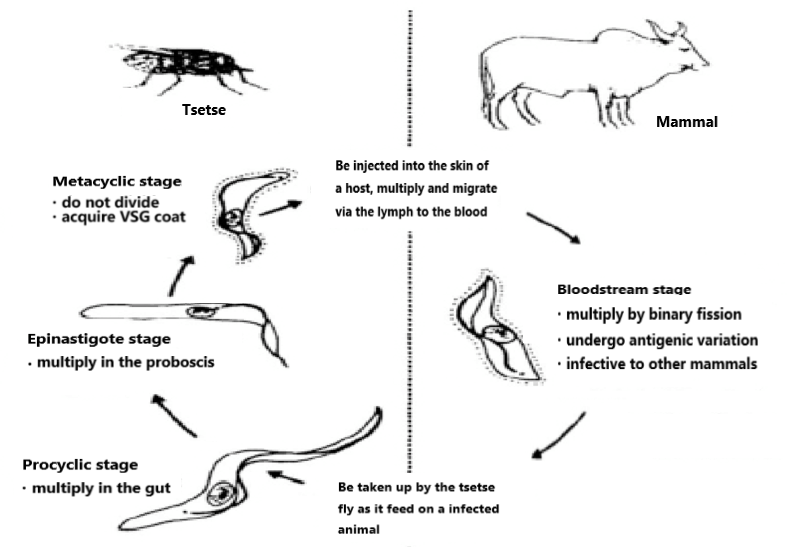 Tsetse
Mammal
Metacyclic stage
· do not divide
· acquire VSG coat
Be injected into the skin of
a host, multiply and migrate
via the lymph to the blood
Bloodstream stage
· multiply by binary fission
· undergo antigenic variation
· infective to other mammals
Epinastigote stage
· multiply in the proboscis
Procyclic stage
· multiply in the gut
Be taken up by the tsetse
fly as it feed on a infected
animal